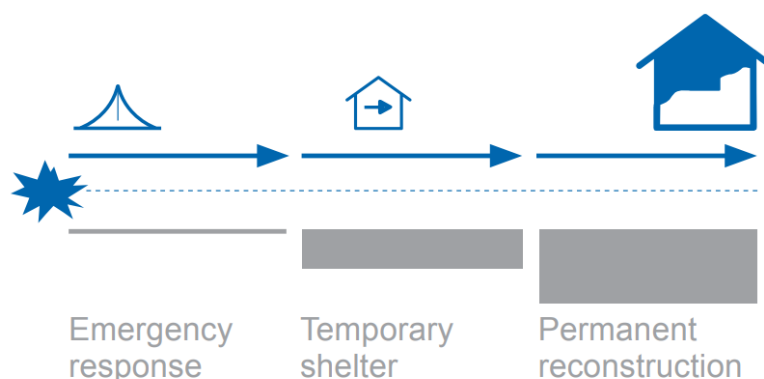 Emergency
response
Temporary
shelter
Permanent
reconstruction